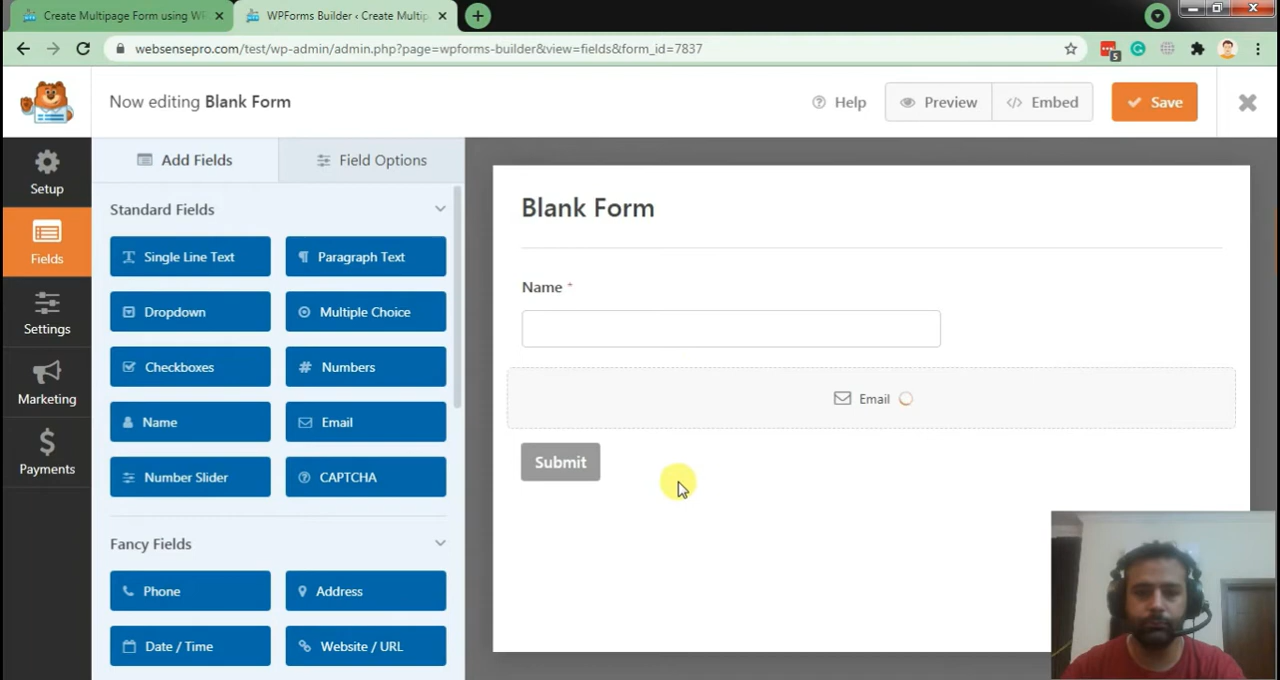 Create Multipage Form using WP
WPForms Builder ‹ Create Multip
websensepro.com/test/wp-admin/admin.php?page=wpforms-builder&view=fields&form_id=7837
5
Now editing Blank Form
Help
Preview
Embed
Save
Setup
Fields
Settings
Marketing
Payments
Add Fields
Field Options
Standard Fields
Single Line Text
Paragraph Text
Dropdown
Multiple Choice
Checkboxes
Numbers
Name
Email
Number Slider
CAPTCHA
Fancy Fields
Phone
Address
Date / Time
Website / URL
Blank Form
Name *
Email
Submit